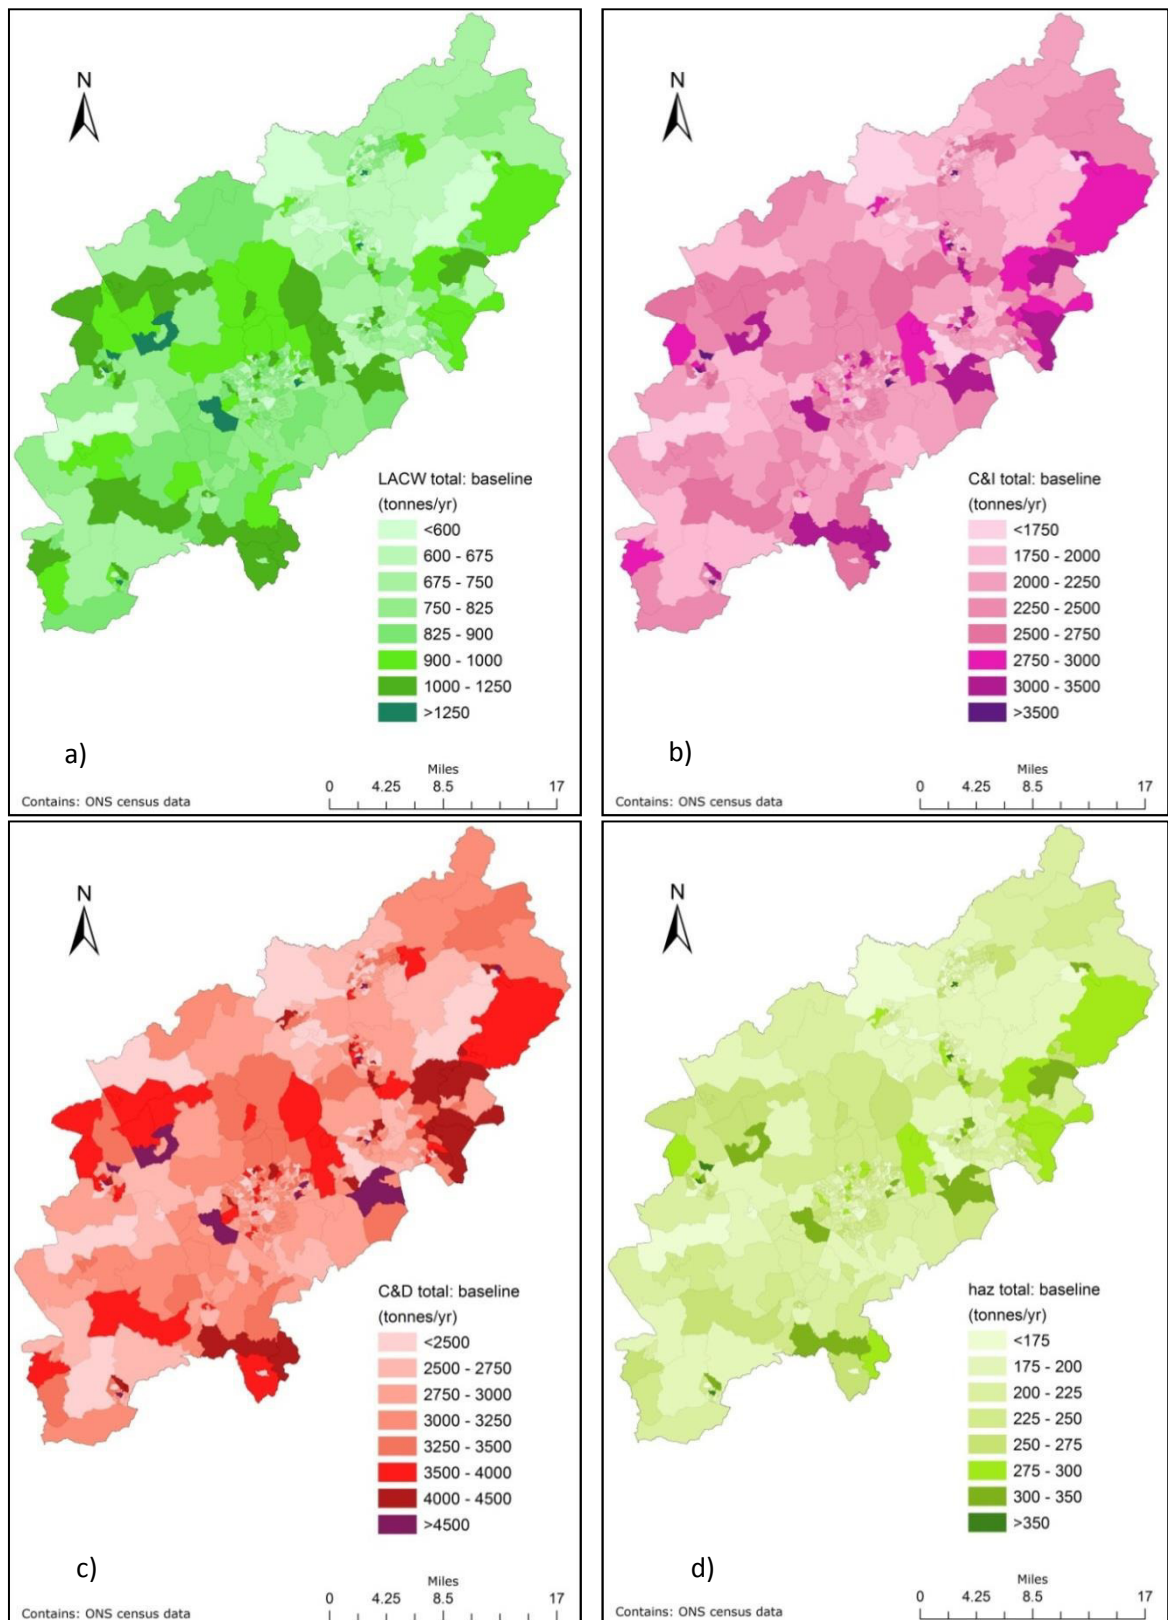 N
LACW total: baseline
(tonnes/yr)
<600
600 - 675
675 - 750
750 - 825
825 - 900
900 - 1000
1000 - 1250
>1250
a)
Miles
0 4.25 8.5 17
Contains: ONS census data
N
C&I total: baseline
(tonnes/yr)
<1750
1750 - 2000
2000 - 2250
2250 - 2500
2500 - 2750
2750 - 3000
3000 - 3500
>3500
b)
Miles
0 4.25 8.5 17
Contains: ONS census data
N
C&D total: baseline
(tonnes/yr)
<2500
2500 - 2750
2750 - 3000
3000 - 3250
3250 - 3500
3500 - 4000
4000 - 4500
>4500
c)
Miles
0 4.25 8.5 17
Contains: ONS census data
N
haz total: baseline
(tonnes/yr)
<175
175 - 200
200 - 225
225 - 250
250 - 275
275 - 300
300 - 350
>350
d)
Miles
0 4.25 8.5 17
Contains: ONS census data